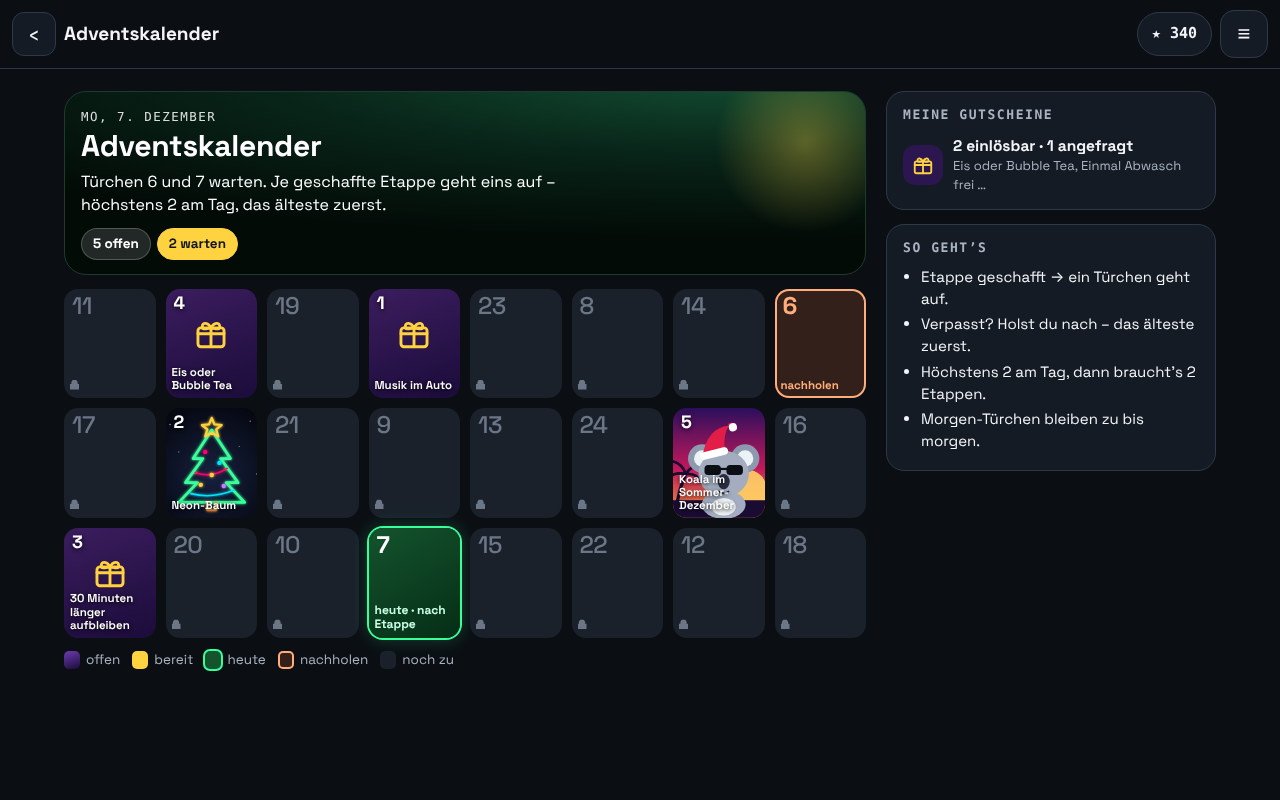 <
Adventskalender
★ 340
≡
MO, 7. DEZEMBER
Adventskalender
Türchen 6 und 7 warten. Je geschaffte Etappe geht eins auf –
höchstens 2 am Tag, das älteste zuerst.
5 offen
2 warten
11
4
Eis oder
Bubble Tea
19
1
Musik im Auto
23
8
14
6
nachholen
17
2
Neon-Baum
21
9
13
24
5
Koala im
Sommer-
Dezember
16
3
30 Minuten
länger
aufbleiben
20
10
7
heute · nach
Etappe
15
22
12
18
offen
bereit
heute
nachholen
noch zu
MEINE GUTSCHEINE
2 einlösbar · 1 angefragt
Eis oder Bubble Tea, Einmal Abwasch
frei …
SO GEHT’S
• Etappe geschafft → ein Türchen geht
auf.
• Verpasst? Holst du nach – das älteste
zuerst.
• Höchstens 2 am Tag, dann braucht’s 2
Etappen.
• Morgen-Türchen bleiben zu bis
morgen.